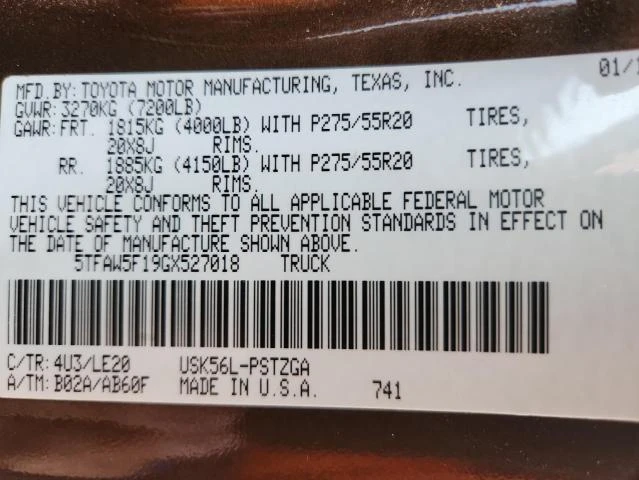 MFD.BY: TOYOTA MOTOR MANUFACTURING, TEXAS, INC. 01/1
GVWR: 3270KG (7200LB)
GAWR: FRT. 1815KG (4000LB) WITH P275/55R20 TIRES,
20X8J RIMS.
RR. 1885KG (4150LB) WITH P275/55R20 TIRES,
20X8J RIMS.
THIS VEHICLE CONFORMS TO ALL APPLICABLE FEDERAL MOTOR
VEHICLE SAFETY AND THEFT PREVENTION STANDARDS IN EFFECT ON
THE DATE OF MANUFACTURE SHOWN ABOVE.
5TFAW5F19GX527018 TRUCK
C/TR: 4U3/LE20 USK56L-PSTZGA
A/TM: B02A/AB60F MADE IN U.S.A. 741